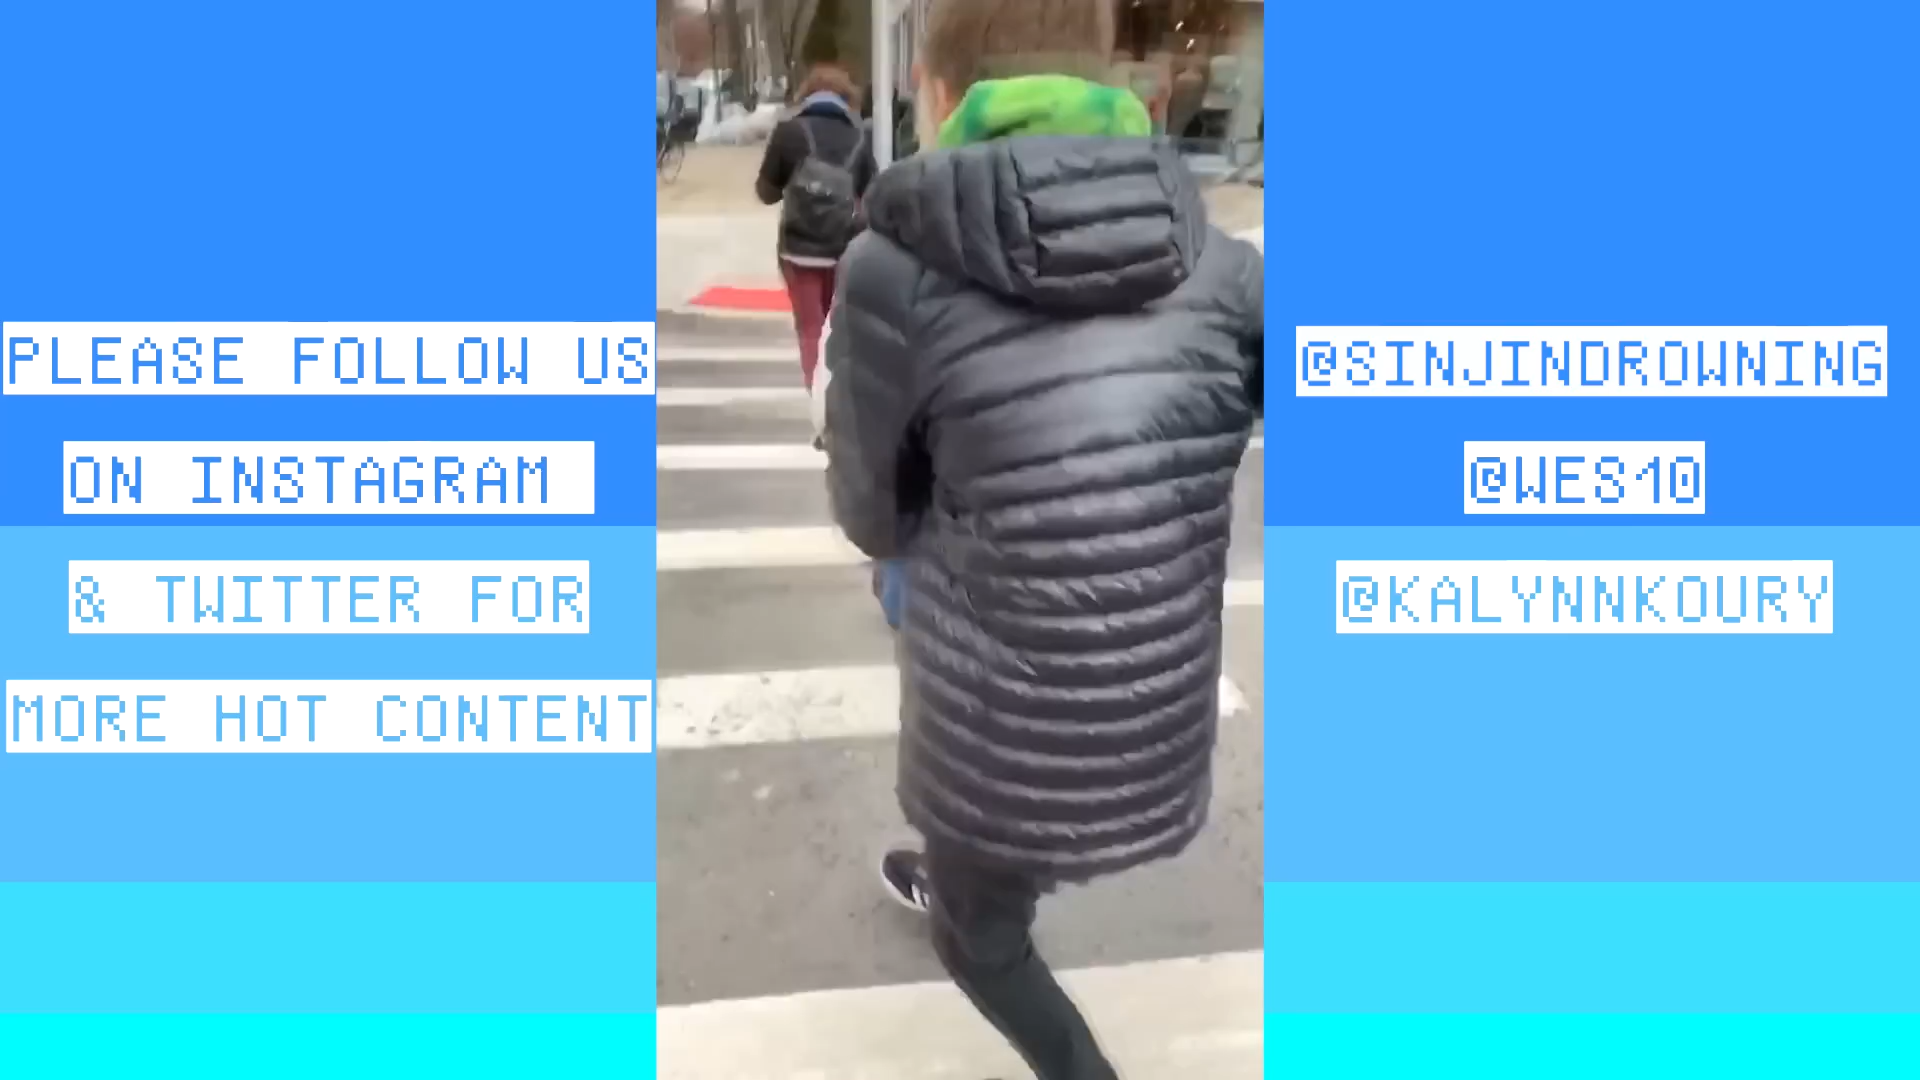 PLEASE FOLLOW US
ON INSTAGRAM
& TWITTER FOR
MORE HOT CONTENT
@SINJINDROWNING
@WES10
@KALYNNKOURY